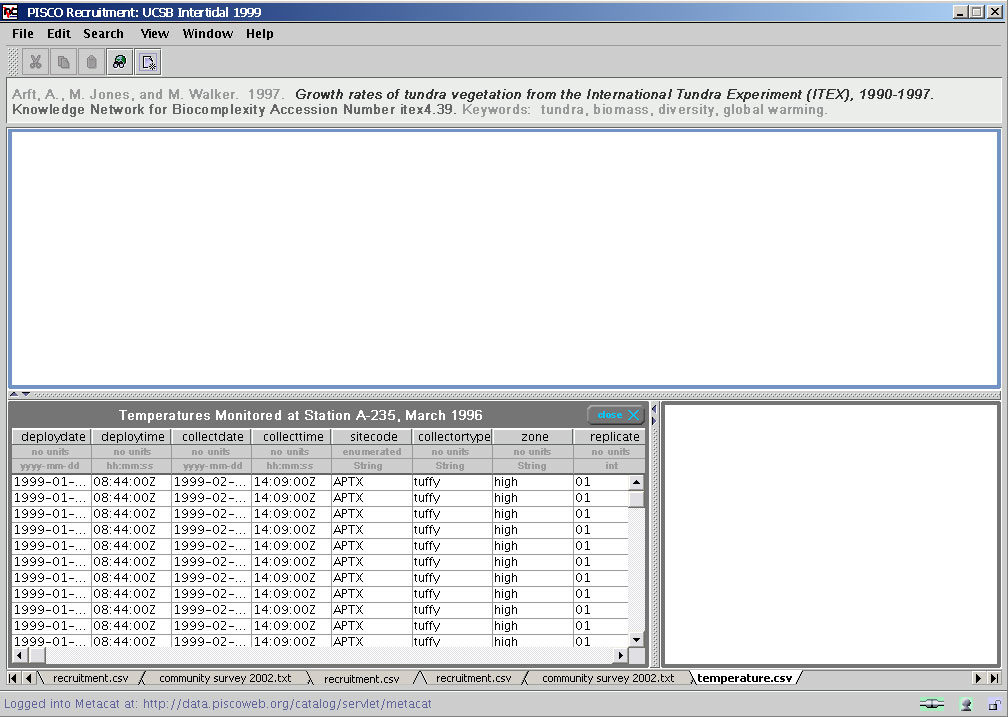 PISCO Recruitment: UCSB Intertidal 1999
File Edit Search View Window Help
Arft, A., M. Jones, and M. Walker. 1997. Growth rates of tundra vegetation from the International Tundra Experiment (ITEX), 1990-1997.
Knowledge Network for Biocomplexity Accession Number itex4.39. Keywords: tundra, biomass, diversity, global warming.
Temperatures Monitored at Station A-235, March 1996 close
deploydate deploytime collectdate collecttime sitecode collectortype zone replicate
no units no units no units no units enumerated no units no units no units
yyyy-mm-dd hh:mm:ss yyyy-mm-dd hh:mm:ss String String String int
1999-01-... 08:44:00Z 1999-02-... 14:09:00Z APTX tuffy high 01
1999-01-... 08:44:00Z 1999-02-... 14:09:00Z APTX tuffy high 01
1999-01-... 08:44:00Z 1999-02-... 14:09:00Z APTX tuffy high 01
1999-01-... 08:44:00Z 1999-02-... 14:09:00Z APTX tuffy high 01
1999-01-... 08:44:00Z 1999-02-... 14:09:00Z APTX tuffy high 01
1999-01-... 08:44:00Z 1999-02-... 14:09:00Z APTX tuffy high 01
1999-01-... 08:44:00Z 1999-02-... 14:09:00Z APTX tuffy high 01
1999-01-... 08:44:00Z 1999-02-... 14:09:00Z APTX tuffy high 01
1999-01-... 08:44:00Z 1999-02-... 14:09:00Z APTX tuffy high 01
1999-01-... 08:44:00Z 1999-02-... 14:09:00Z APTX tuffy high 01
1999-01-... 08:44:00Z 1999-02-... 14:09:00Z APTX tuffy high 01
recruitment.csv community survey 2002.txt recruitment.csv recruitment.csv community survey 2002.txt temperature.csv
Logged into Metacat at: http://data.piscoweb.org/catalog/servlet/metacat